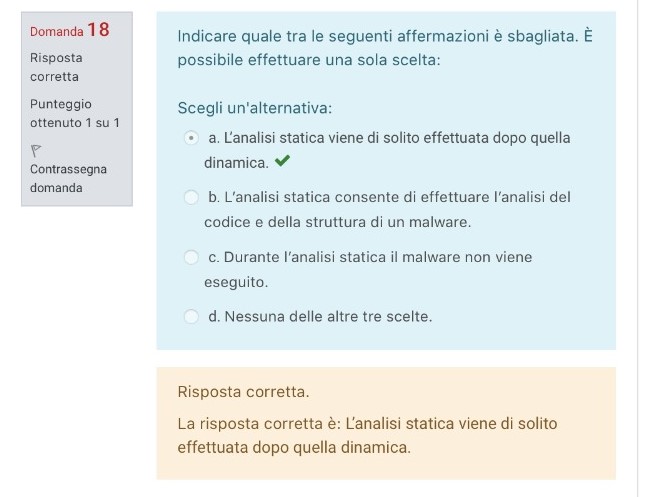 Domanda 18
Risposta
corretta
Punteggio
ottenuto 1 su 1
Contrassegna
domanda
Indicare quale tra le seguenti affermazioni è sbagliata. È
possibile effettuare una sola scelta:
Scegli un'alternativa:
a. L'analisi statica viene di solito effettuata dopo quella
dinamica.
b. L'analisi statica consente di effettuare l'analisi del
codice e della struttura di un malware.
c. Durante l'analisi statica il malware non viene
eseguito.
d. Nessuna delle altre tre scelte.
Risposta corretta.
La risposta corretta è: L'analisi statica viene di solito
effettuata dopo quella dinamica.